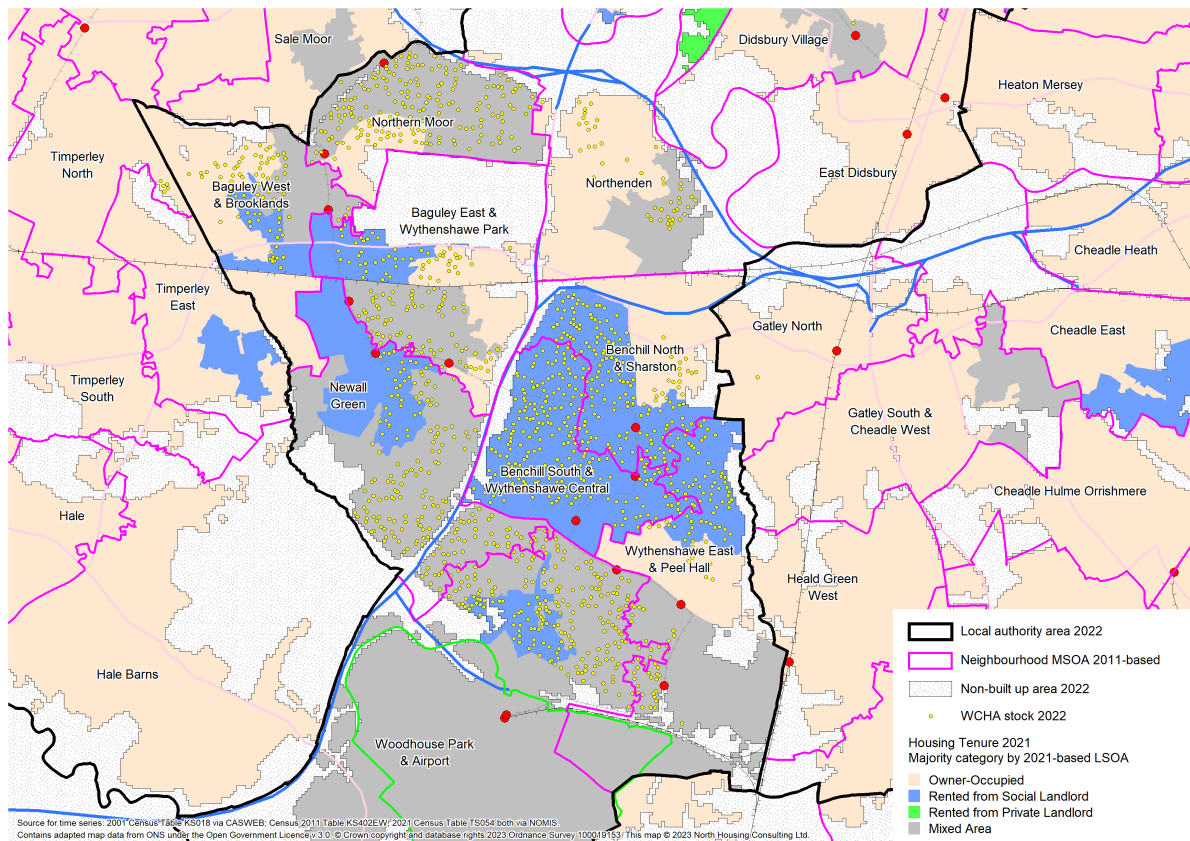 Sale Moor
Didsbury Village
Heaton Mersey
Northern Moor
Timperley
North
East Didsbury
Baguley West
& Brooklands
Northenden
Baguley East &
Wythenshawe Park
Cheadle Heath
Timperley
East
Gatley North
Cheadle East
Benchill North
& Sharston
Timperley
South
Newall
Green
Gatley South &
Cheadle West
Benchill South &
Wythenshawe Central
Cheadle Hulme Orrishmere
Hale
Wythenshawe East
& Peel Hall
Heald Green
West
Hale Barns
Woodhouse Park
& Airport
Local authority area 2022
Neighbourhood MSOA 2011-based
Non-built up area 2022
WCHA stock 2022
Housing Tenure 2021
Majority category by 2021-based LSOA
Owner-Occupied
Rented from Social Landlord
Rented from Private Landlord
Mixed Area
Source for time series: 2001 Census Table KS018 via CASWEB; Census 2011 Table KS402EW; 2021 Census Table TS054 both via NOMIS.
Contains adapted map data from ONS under the Open Government Licence v.3.0. © Crown copyright and database rights 2023 Ordnance Survey 100019153. This map © 2023 North Housing Consulting Ltd.